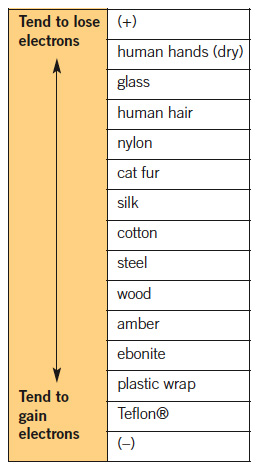 Tend to lose
electrons
(+)
human hands (dry)
glass
human hair
nylon
cat fur
silk
cotton
steel
wood
amber
ebonite
plastic wrap
Tend to
gain
electrons
Teflon®
(–)